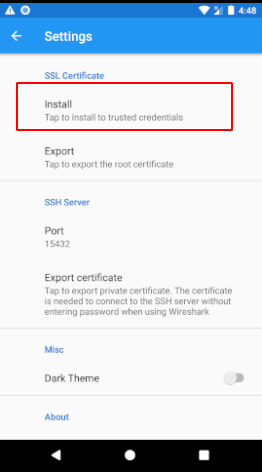 4:48
Settings
SSL Certificate
Install
Tap to install to trusted credentials
Export
Tap to export the root certificate
SSH Server
Port
15432
Export certificate
Tap to export private certificate. The certificate
is needed to connect to the SSH server without
entering password when using Wireshark
Misc
Dark Theme
About